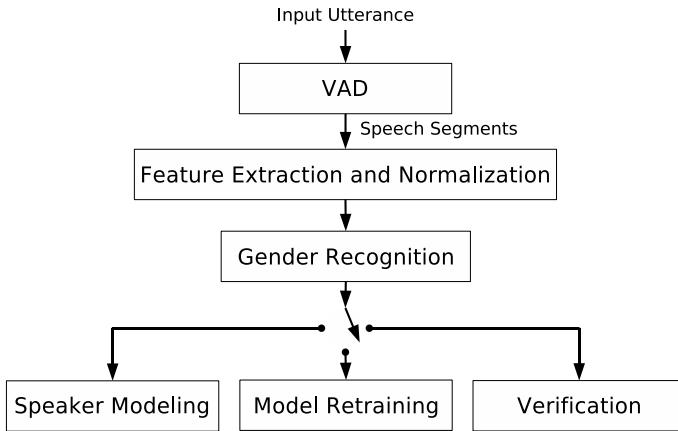 Input Utterance
VAD
Speech Segments
Feature Extraction and Normalization
Gender Recognition
Speaker Modeling
Model Retraining
Verification